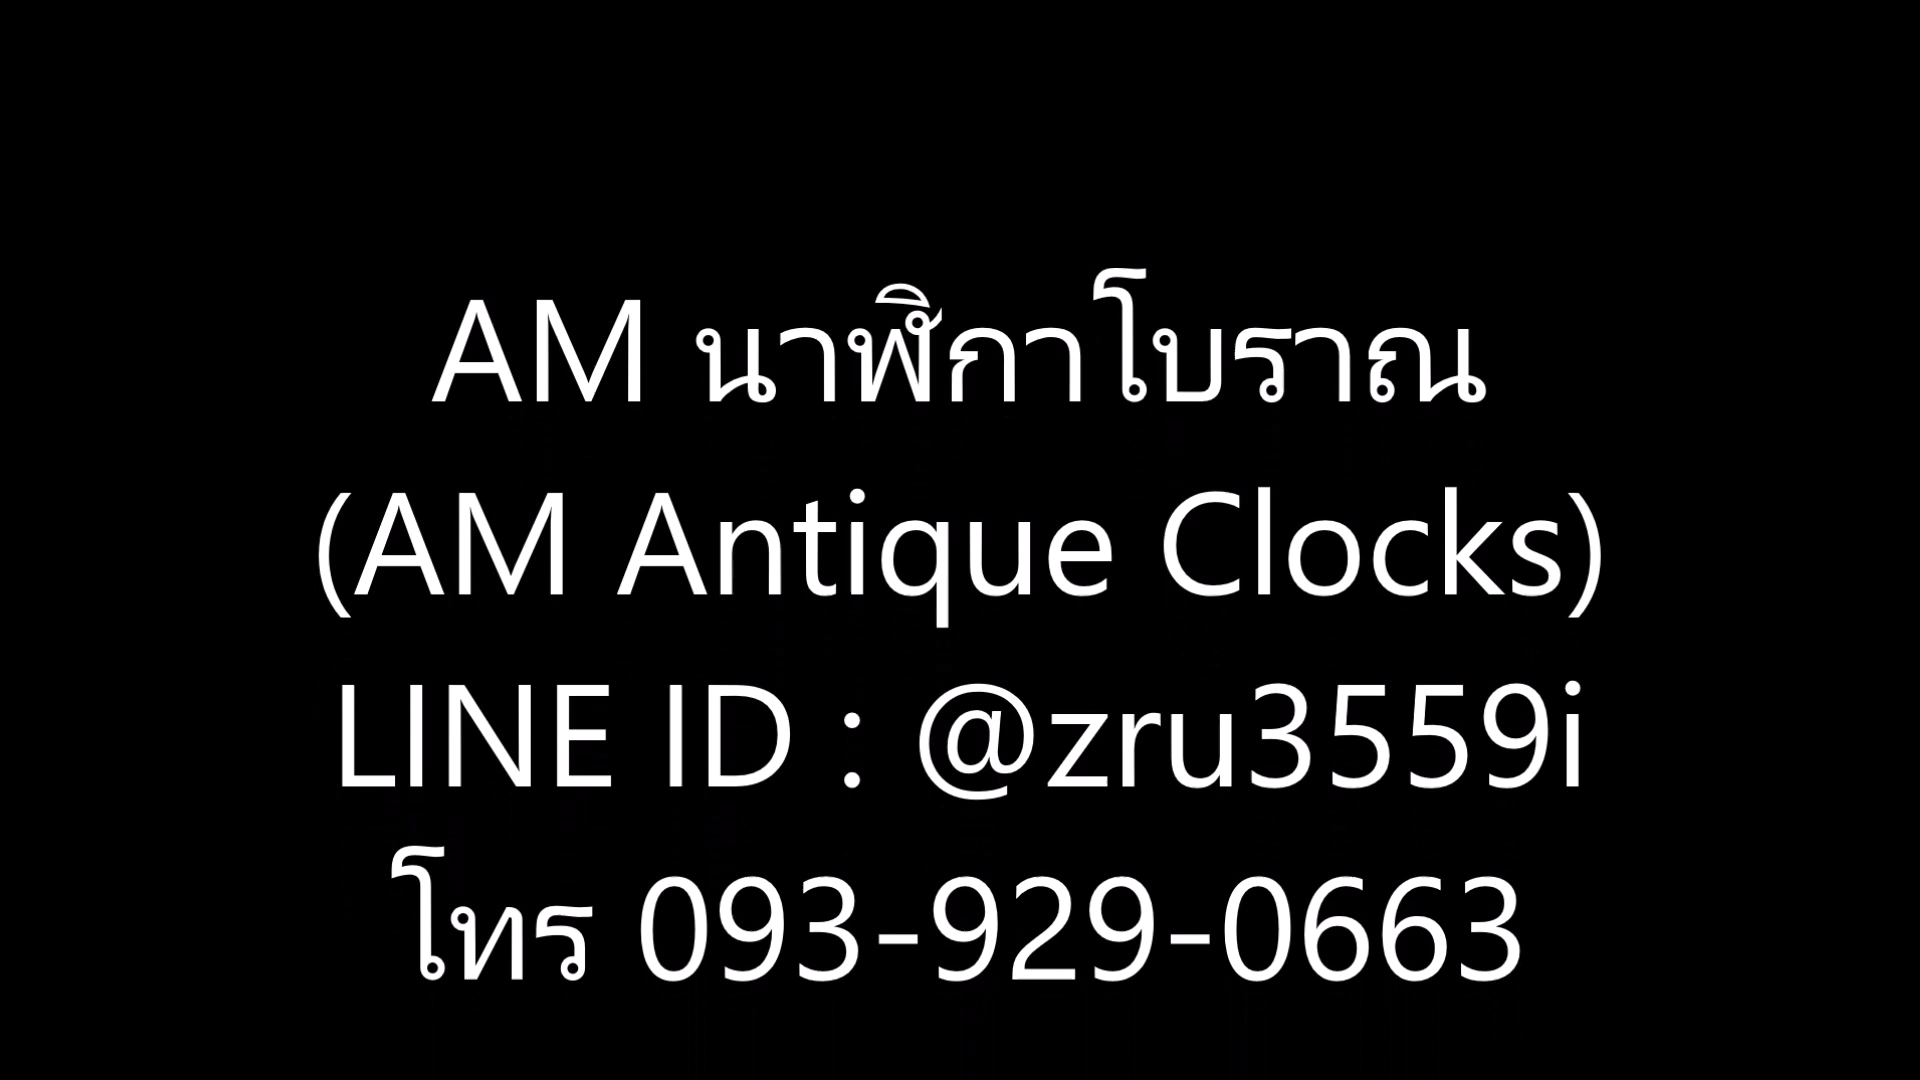 AM นาฬิกาโบราณ
(AM Antique Clocks)
LINE ID : @zru3559i
โทร 093-929-0663